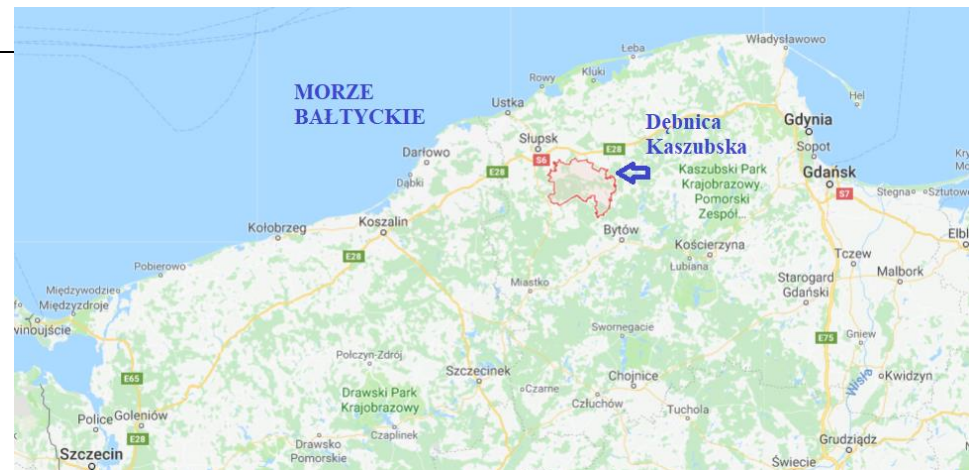 Władysławowo
Łeba
Rowy
Kluki
Hel
MORZE
BAŁTYCKIE
Ustka
Gdynia
Dębnica
Kaszubska
Słupsk
Sopot
E28
S6
Darłowo
Kaszubski Park
Krajobrazowy.
Pomorski
Zespół...
Gdańsk
S7
E28
Dąbki
Stegna
Sztutowo
Kołobrzeg
Koszalin
Bytów
E28
Kościerzyna
Tczew
Lubiana
Pobierowo
Malbork
Miastko
Starogard
Gdański
Międzywodzie
Międzyzdroje
winoujście
Swornegacie
E75
Gniew
Połczyn-Zdrój
Wisła
Kwidzyn
E65
Szczecinek
Chojnice
Czarne
Drawski Park
Krajobrazowy
Człuchów
Tuchola
Police
Goleniów
E28
Czaplinek
Drawsko
Pomorskie
Grudziądz
Szczecin
Świecie